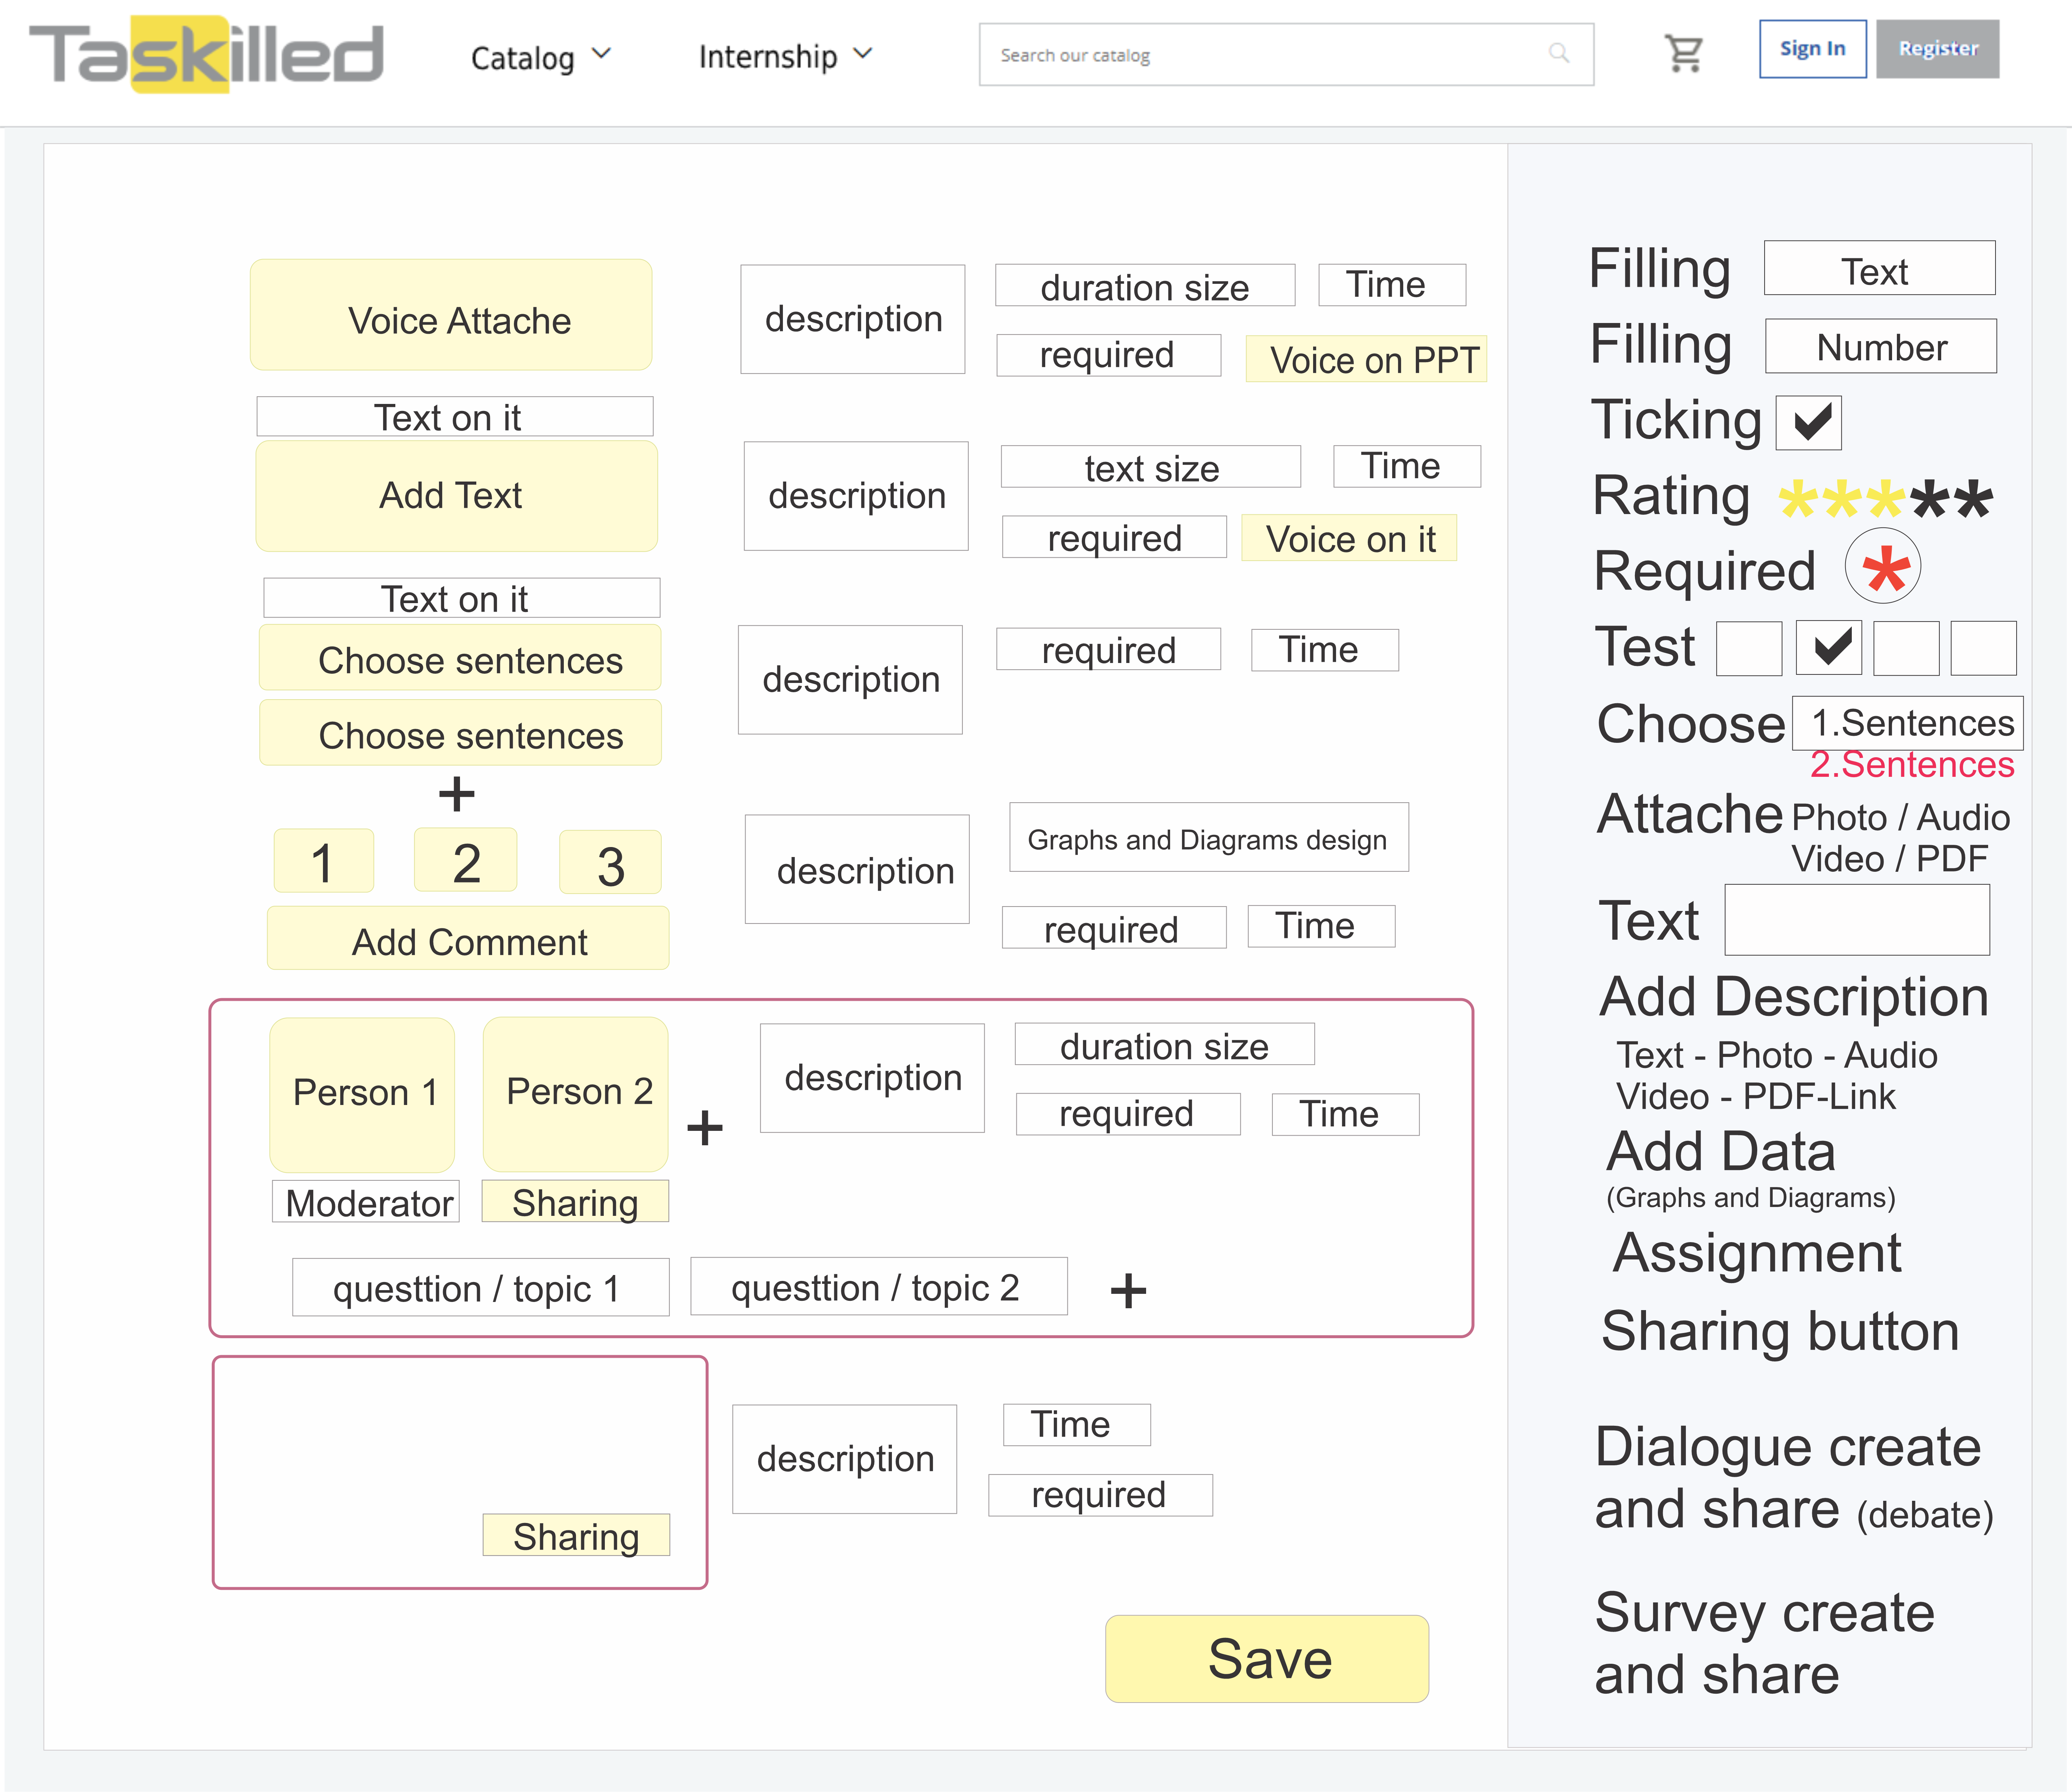 Taskilled
Catalog
Internship
Search our catalog
Sign In
Register
Voice Attache
description
duration size
Time
required
Voice on PPT
Text on it
Add Text
description
text size
Time
required
Voice on it
Text on it
Choose sentences
Choose sentences
description
required
Time
+
1
2
3
Add Comment
description
Graphs and Diagrams design
required
Time
Person 1
Person 2
+
description
duration size
required
Time
Moderator
Sharing
questtion / topic 1
questtion / topic 2
+
Sharing
description
Time
required
Save
Filling
Text
Filling
Number
Ticking
Rating *****
Required *
Test
Choose
1.Sentences
2.Sentences
Attache
Photo / Audio
Video / PDF
Text
Add Description
Text - Photo - Audio
Video - PDF-Link
Add Data
(Graphs and Diagrams)
Assignment
Sharing button
Dialogue create
and share (debate)
Survey create
and share